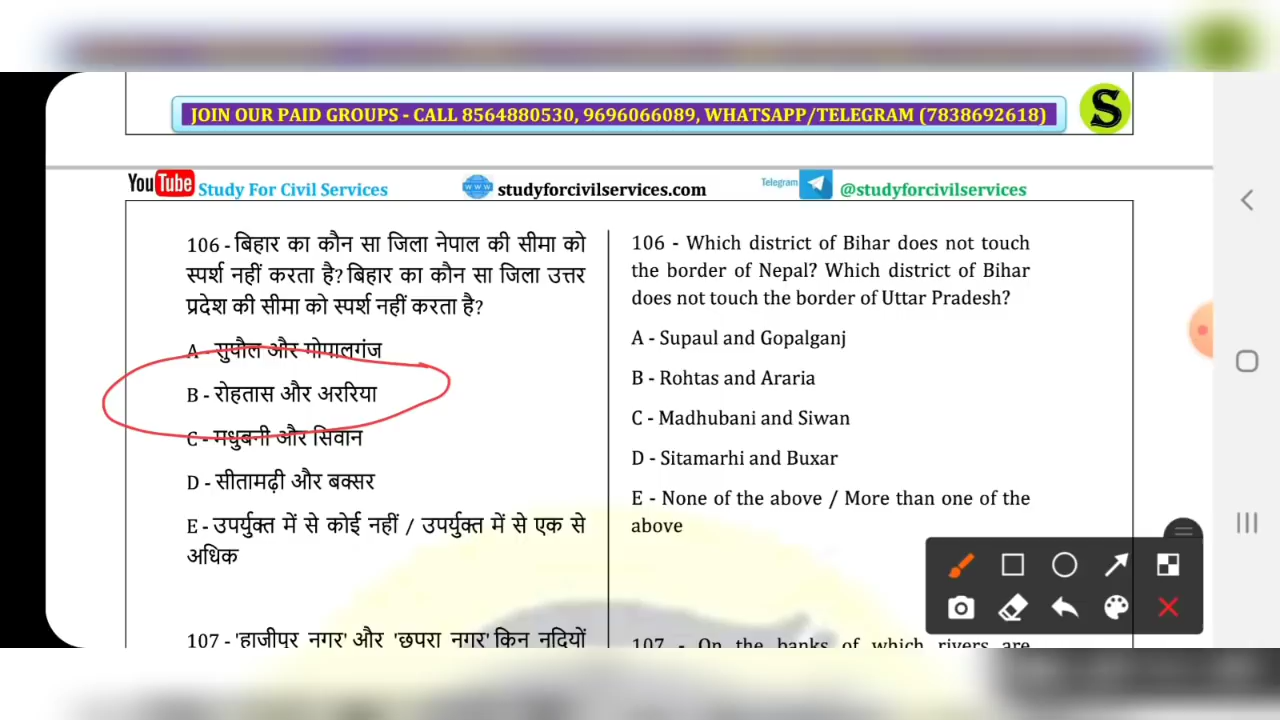 JOIN OUR PAID GROUPS - CALL 8564880530, 9696066089, WHATSAPP/TELEGRAM (7838692618)
S
YouTube Study For Civil Services
www studyforcivilservices.com
Telegram @studyforcivilservices
106 - बिहार का कौन सा जिला नेपाल की सीमा को
स्पर्श नहीं करता है? बिहार का कौन सा जिला उत्तर
प्रदेश की सीमा को स्पर्श नहीं करता है?
A - सुपौल और गोपालगंज
B - रोहतास और अररिया
C - मधुबनी और सिवान
D - सीतामढ़ी और बक्सर
E - उपर्युक्त में से कोई नहीं / उपर्युक्त में से एक से
अधिक
107 - 'हाजीपुर नगर' और 'छपरा नगर' किन नदियों
106 - Which district of Bihar does not touch
the border of Nepal? Which district of Bihar
does not touch the border of Uttar Pradesh?
A - Supaul and Gopalganj
B - Rohtas and Araria
C - Madhubani and Siwan
D - Sitamarhi and Buxar
E - None of the above / More than one of the
above
107 - On the banks of which rivers are